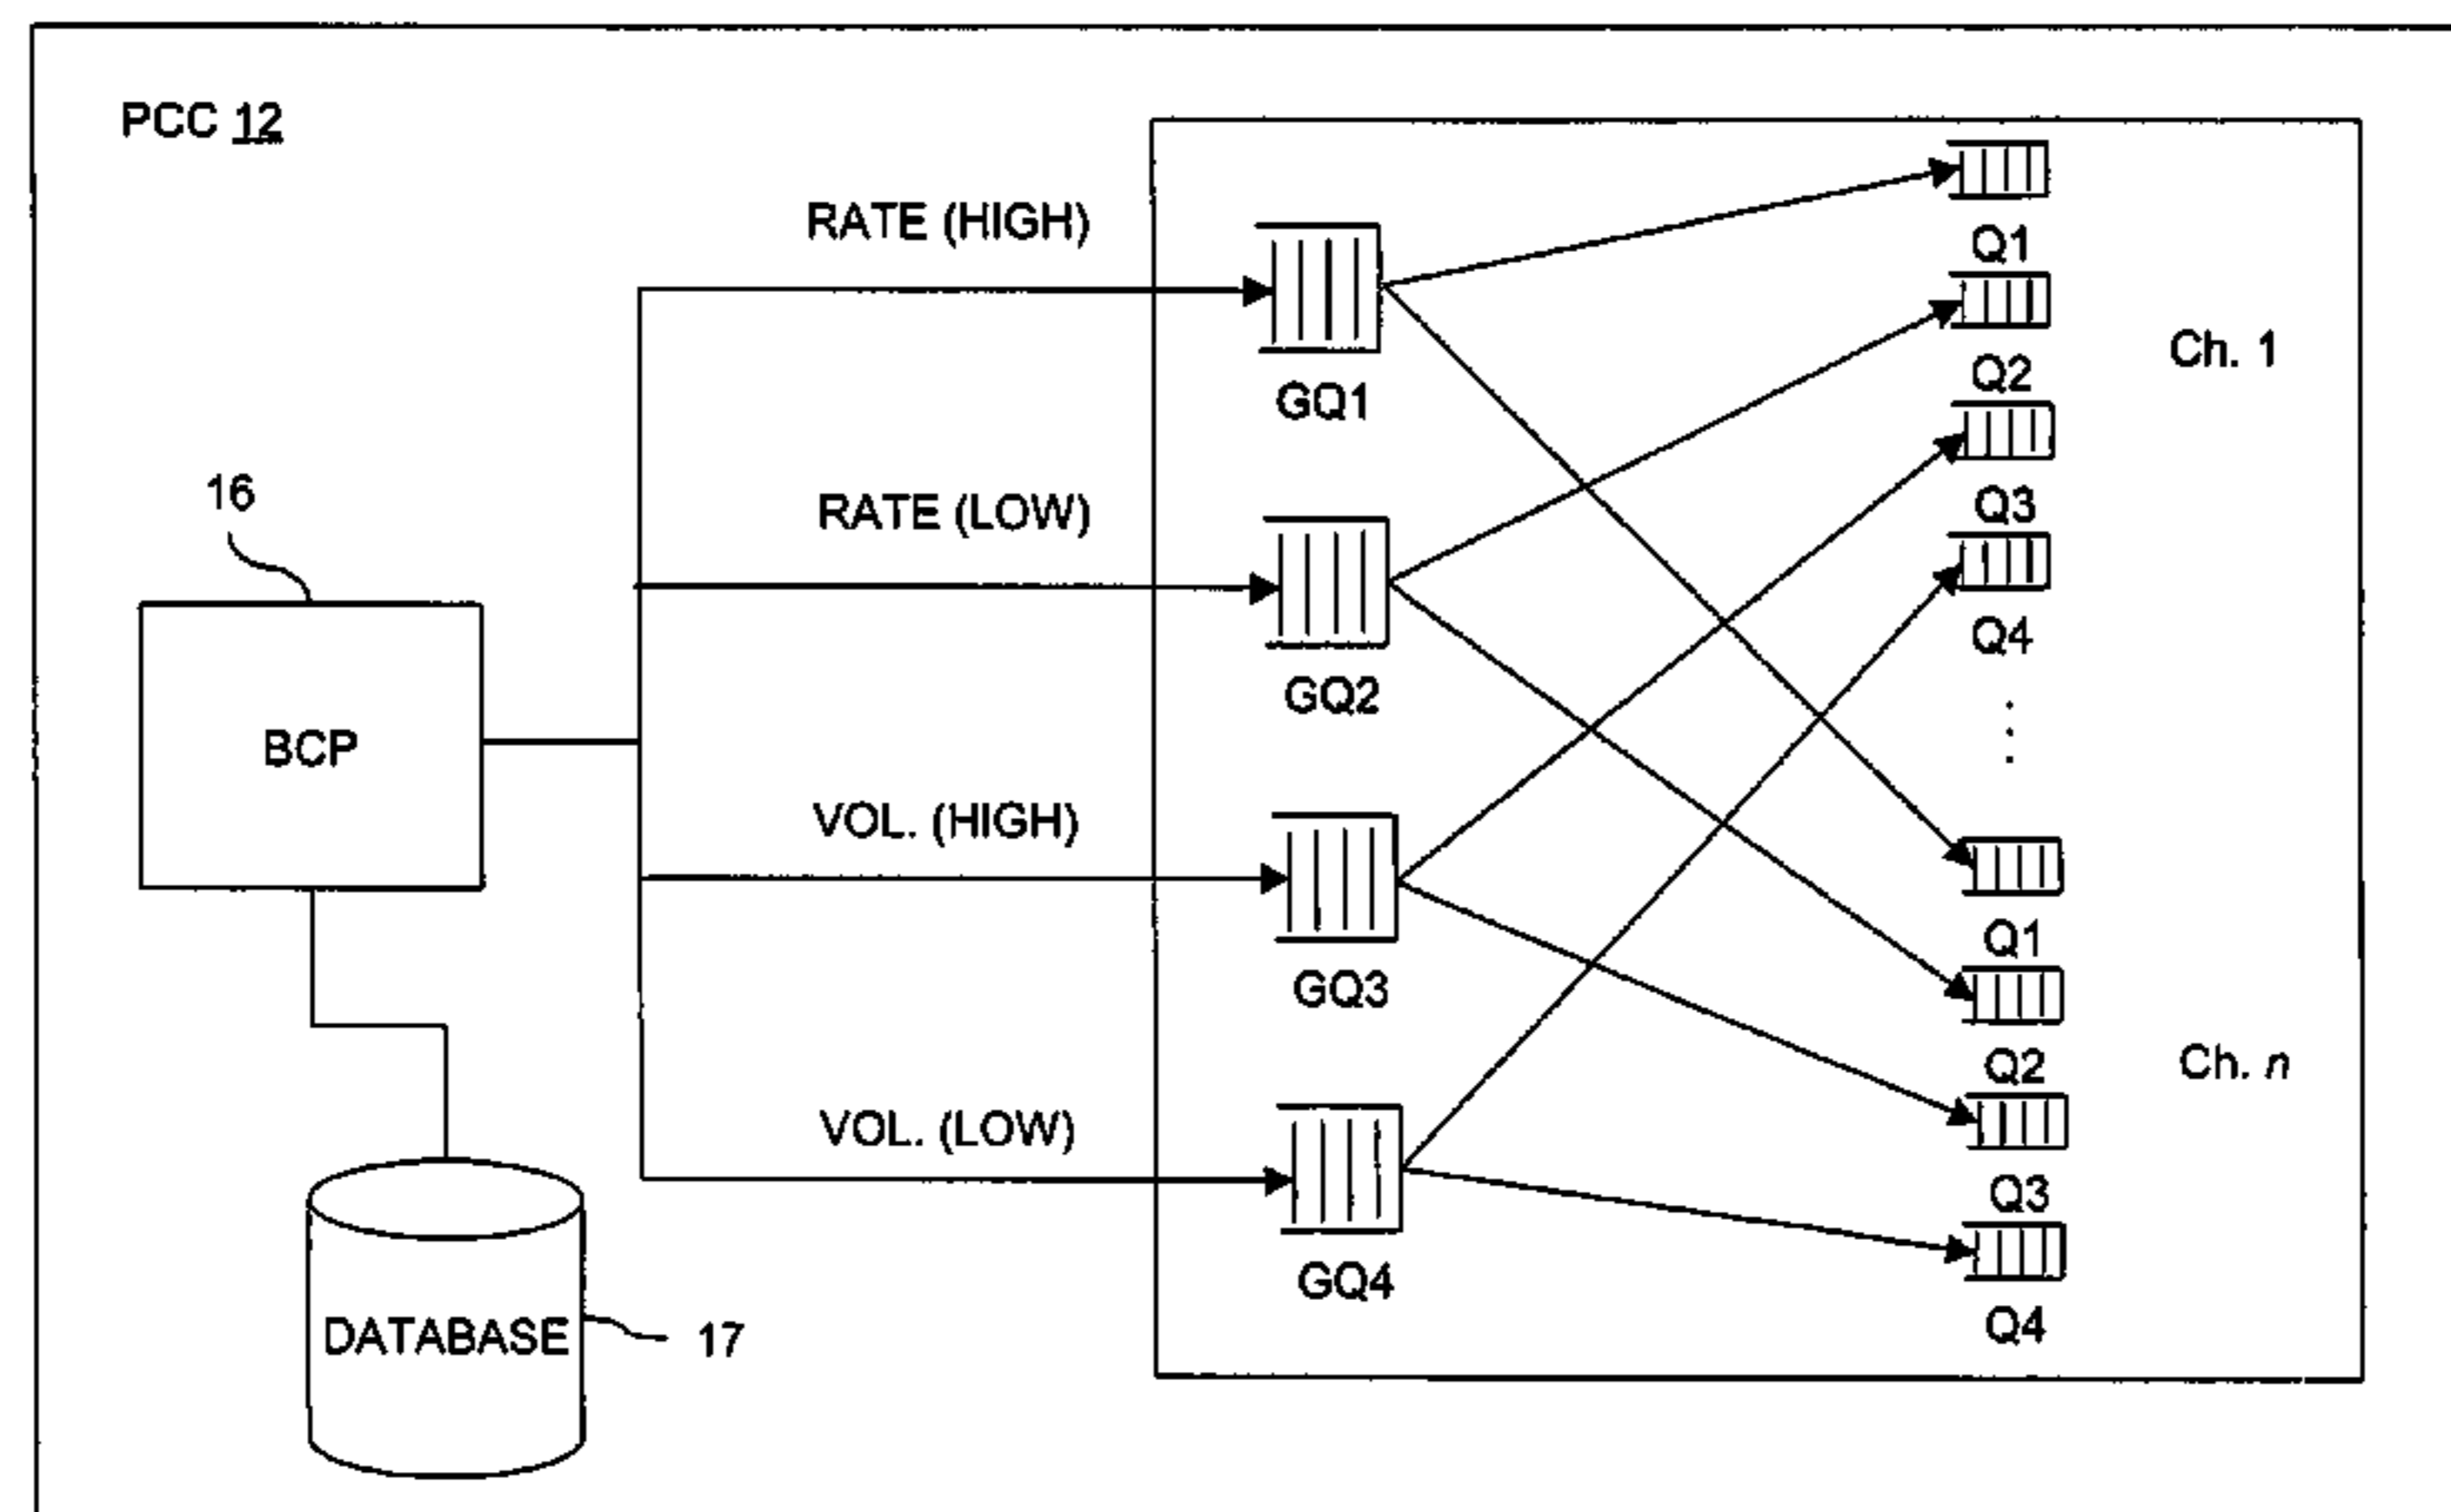 PCC 12
RATE (HIGH)
Q1
Q2
Ch. 1
GQ1
16
RATE (LOW)
Q3
Q4
GQ2
BCP
VOL. (HIGH)
Q1
GQ3
Q2
Ch. n
VOL. (LOW)
Q3
GQ4
Q4
DATABASE
17